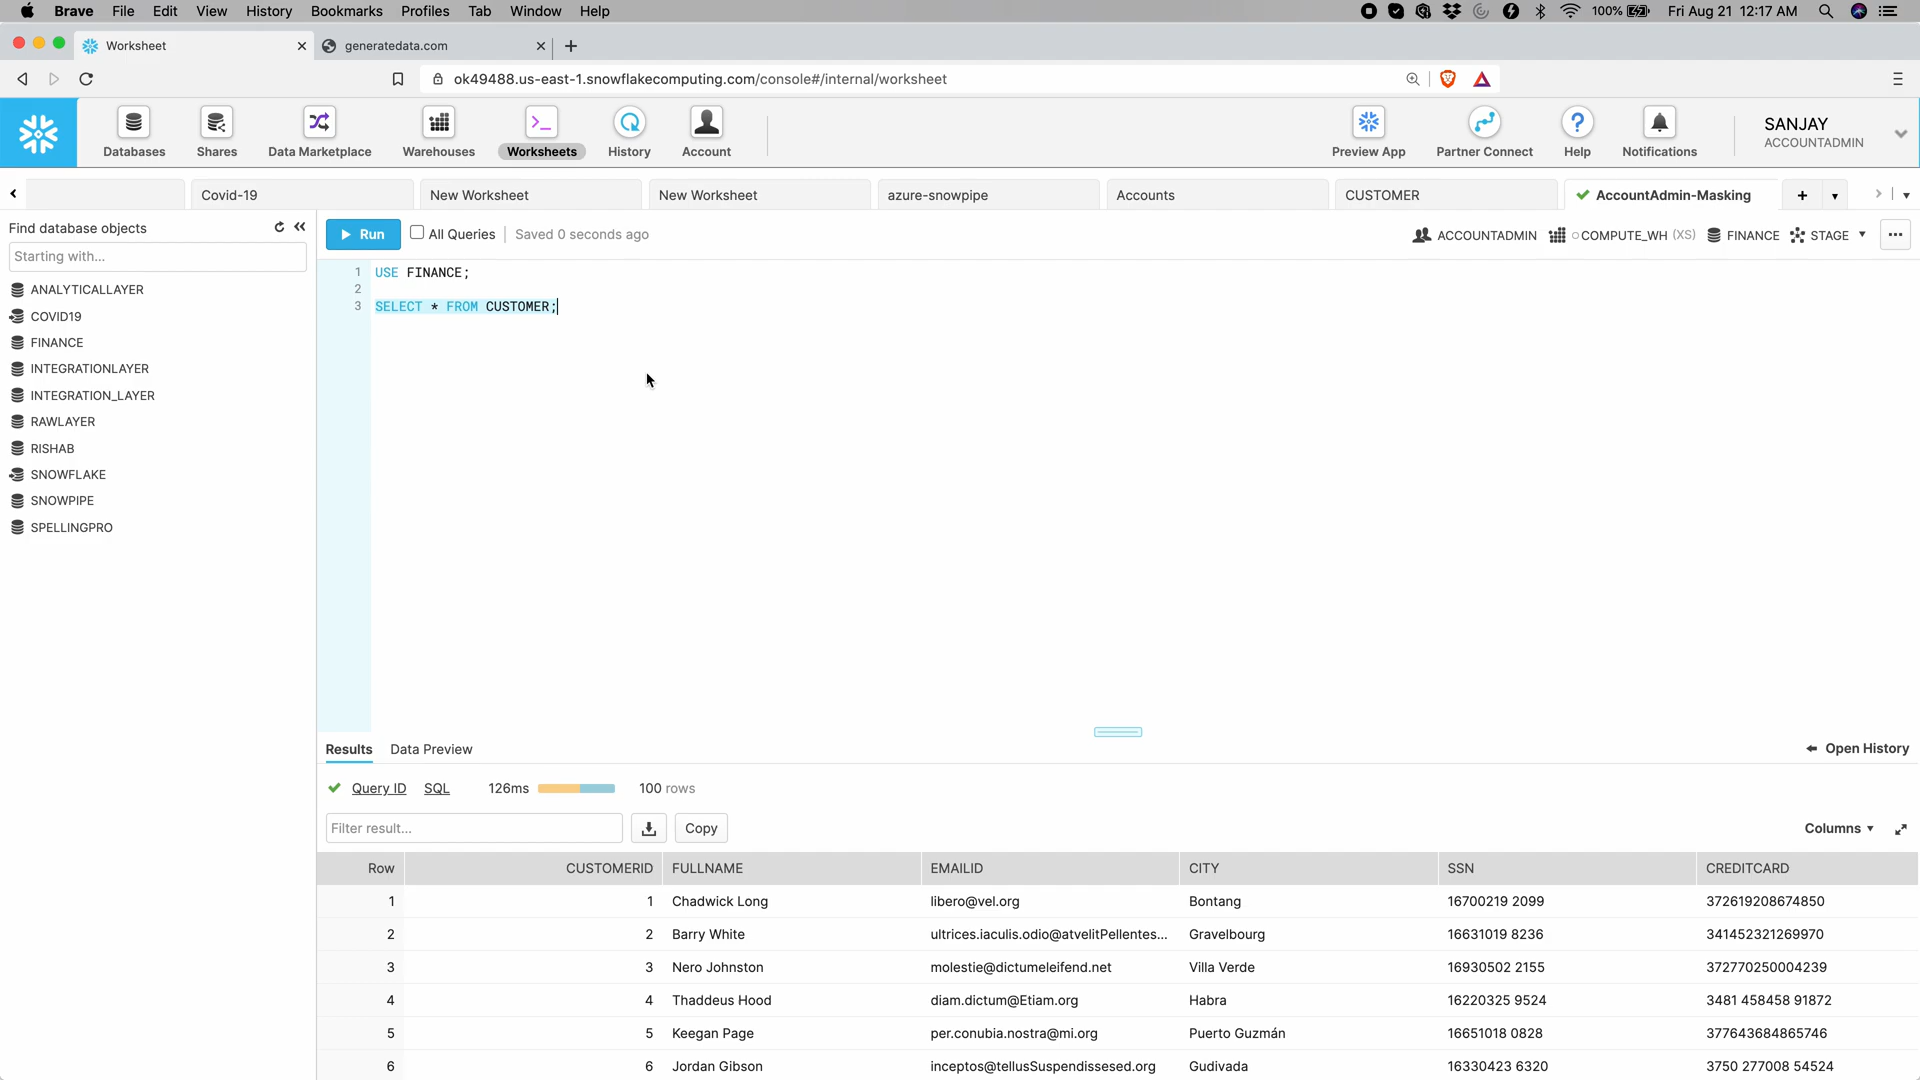 Brave File Edit View History Bookmarks Profiles Tab Window Help 100% Fri Aug 21 12:17 AM
Worksheet generatedata.com
ok49488.us-east-1.snowflakecomputing.com/console#/internal/worksheet
Databases Shares Data Marketplace Warehouses Worksheets History Account Preview App Partner Connect Help Notifications
SANJAY
ACCOUNTADMIN
Covid-19 New Worksheet New Worksheet azure-snowpipe Accounts CUSTOMER AccountAdmin-Masking
Find database objects
Starting with...
ANALYTICALLAYER
COVID19
FINANCE
INTEGRATIONLAYER
INTEGRATION_LAYER
RAWLAYER
RISHAB
SNOWFLAKE
SNOWPIPE
SPELLINGPRO
Run All Queries Saved 0 seconds ago ACCOUNTADMIN COMPUTE_WH (XS) FINANCE STAGE
1 USE FINANCE;
2
3 SELECT * FROM CUSTOMER;
Results Data Preview Open History
Query ID SQL 126ms 100 rows
Filter result... Copy Columns
Row CUSTOMERID FULLNAME EMAILID CITY SSN CREDITCARD
1 1 Chadwick Long libero@vel.org Bontang 16700219 2099 372619208674850
2 2 Barry White ultrices.iaculis.odio@atvelitPellentes... Gravelbourg 16631019 8236 341452321269970
3 3 Nero Johnston molestie@dictumeleifend.net Villa Verde 16930502 2155 372770250004239
4 4 Thaddeus Hood diam.dictum@Etiam.org Habra 16220325 9524 3481 458458 91872
5 5 Keegan Page per.conubia.nostra@mi.org Puerto Guzmán 16651018 0828 377643684865746
6 6 Jordan Gibson inceptos@tellusSuspendissesed.org Gudivada 16330423 6320 3750 277008 54524